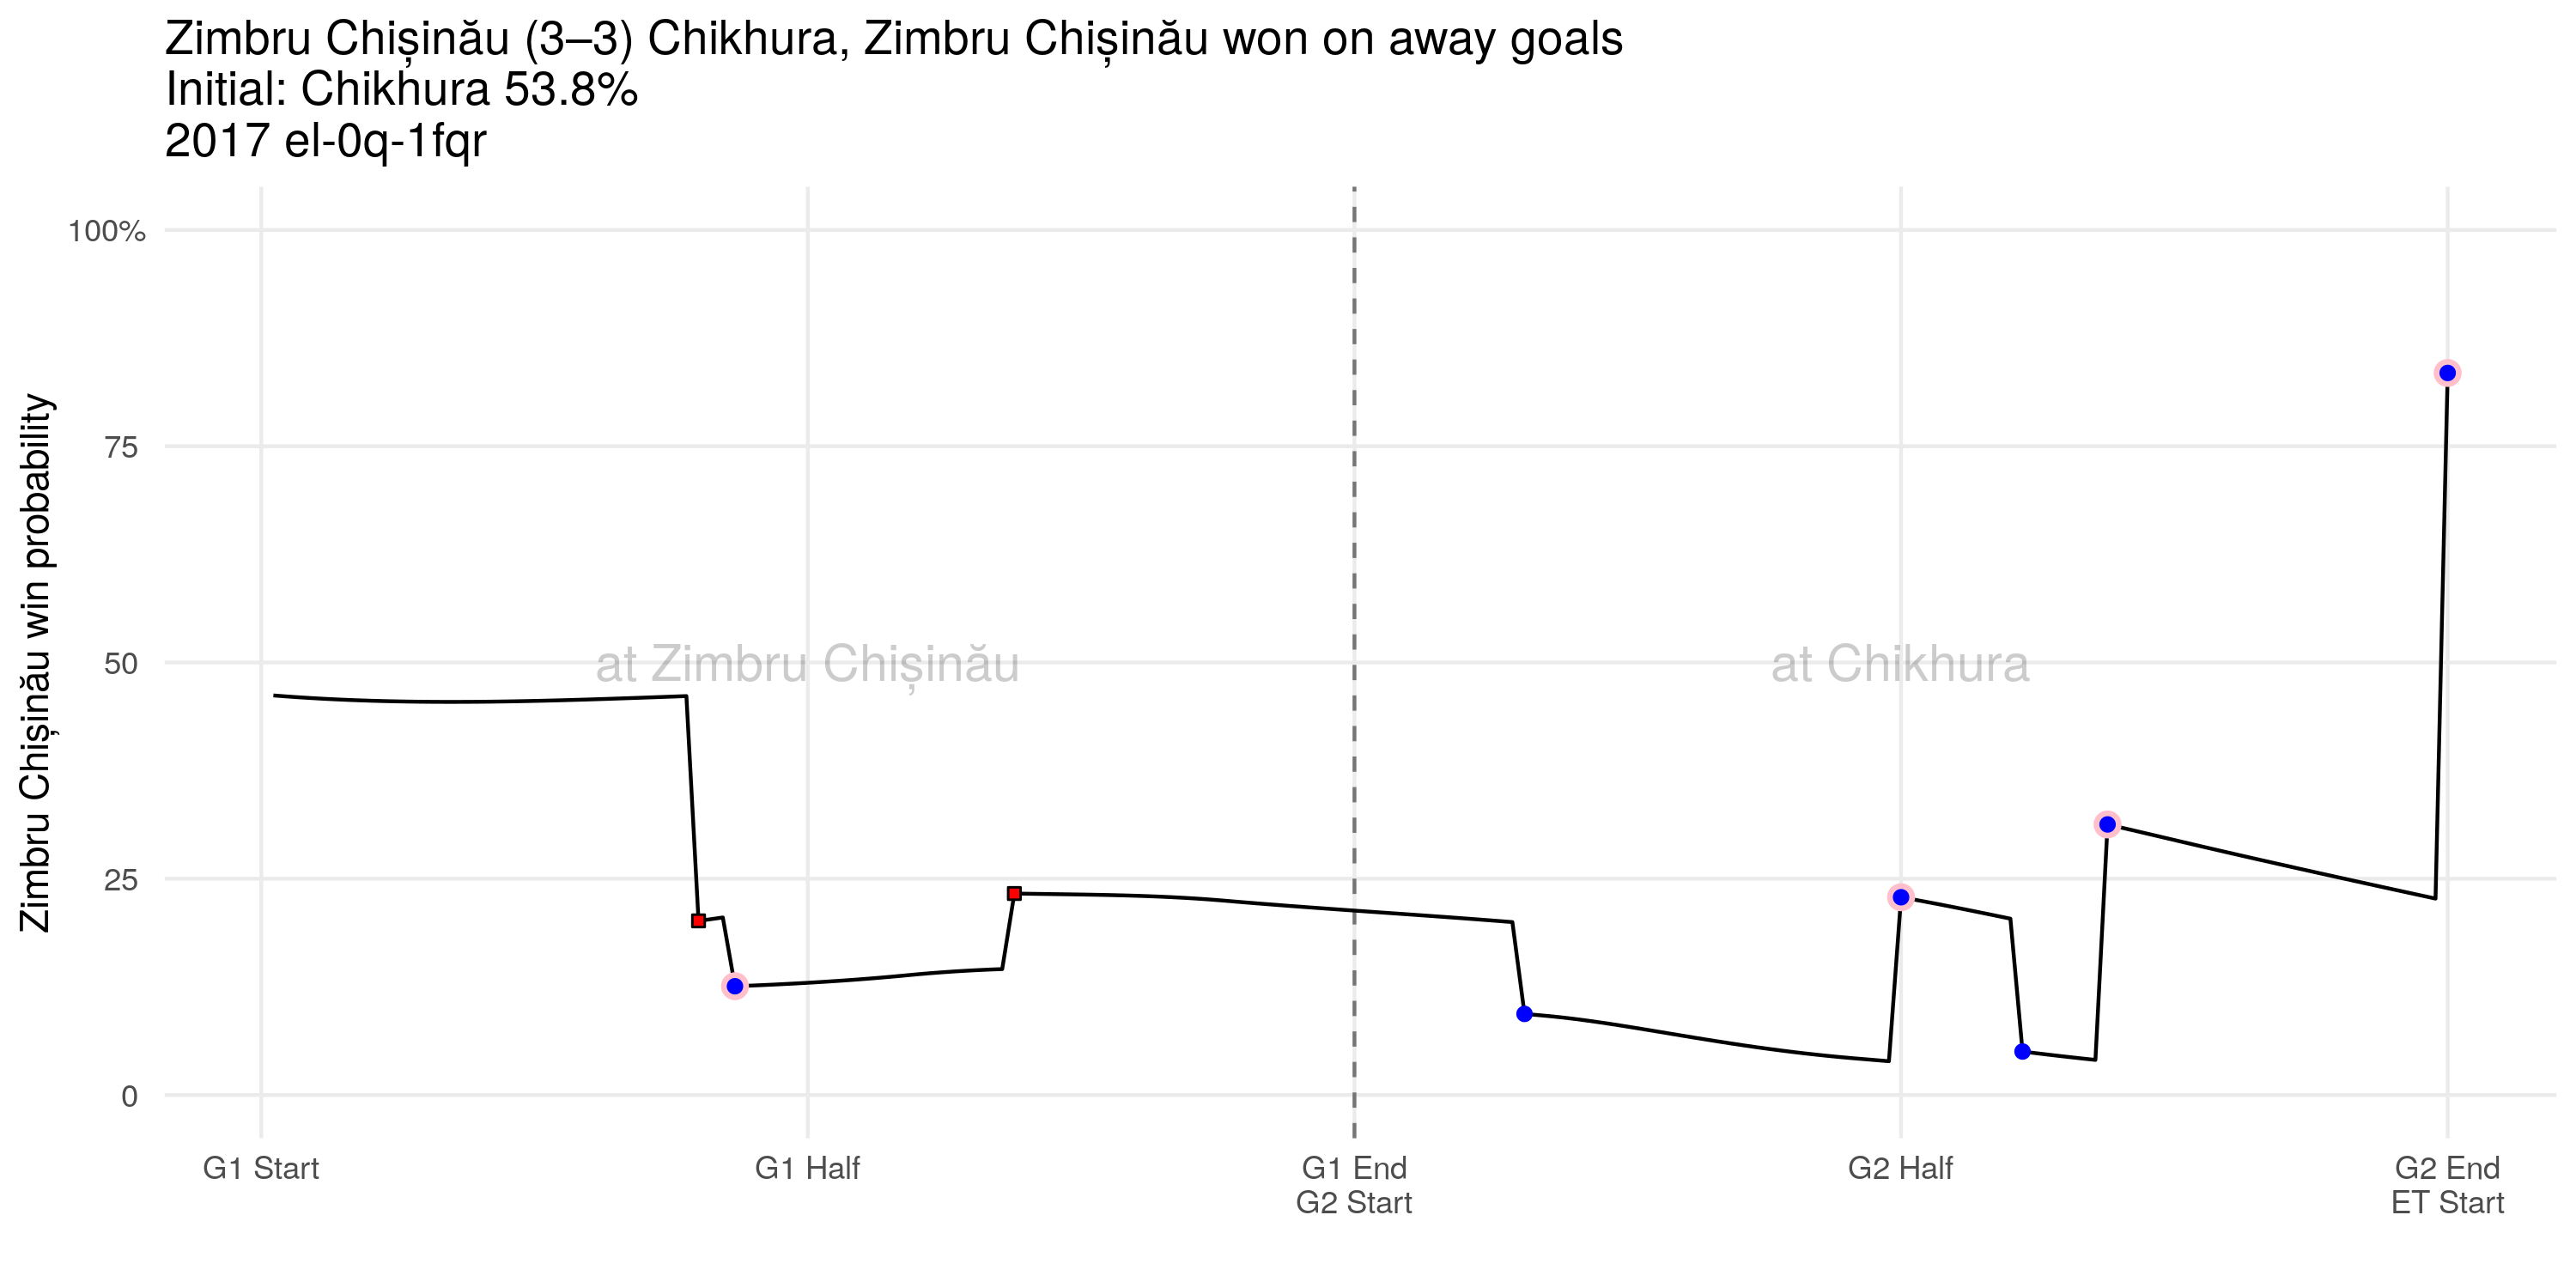 Zimbru Chișinău (3–3) Chikhura, Zimbru Chișinău won on away goals
Initial: Chikhura 53.8%
2017 el-0q-1fqr
Zimbru Chișinău win probability
100%
75
50
25
0
at Zimbru Chișinău
at Chikhura
G1 Start
G1 Half
G1 End
G2 Start
G2 Half
G2 End
ET Start